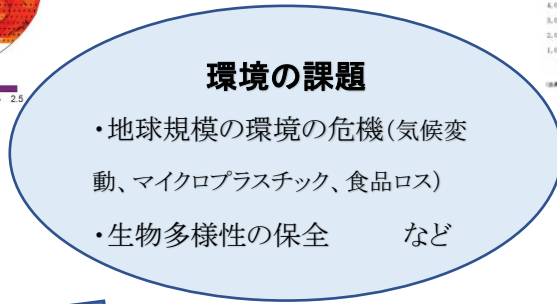 環境の課題
・地球規模の環境の危機(気候変
動、マイクロプラスチック、食品ロス)
・生物多様性の保全　　など
2.5